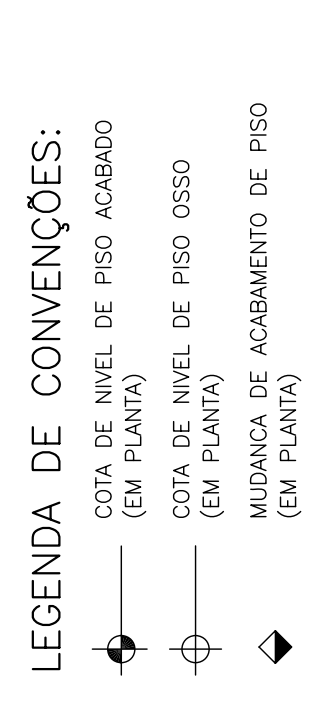 LEGENDA DE CONVENÇÕES:
COTA DE NIVEL DE PISO ACABADO
(EM PLANTA)
COTA DE NIVEL DE PISO OSSO
(EM PLANTA)
MUDANCA DE ACABAMENTO DE PISO
(EM PLANTA)